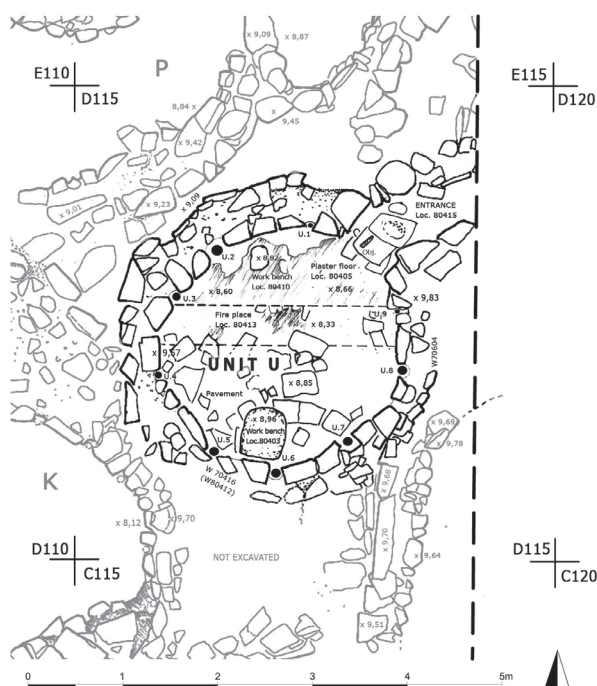 x 9,09
x 8,87
E110
P
E115
D115
D120
8,84 x
x
9,45
x 9,42
x 9,01
x 9,23
x 9,09
ENTRANCE
Loc. 80415
U.1
Obj.
U.2
x 8,82
Work bench
Loc. 80410
Plaster floor
Loc. 80405
x 8,60
x 8,66
U.3
x 9,83
Fire place
Loc. 80413
x 8,33
U.9
x 9,67
UNIT U
W70604
U.4
U.8
x 8,85
Pavement
x 8,96
Work bench
Loc.80403
U.5
U.7
x 9,69
x 9,78
U.6
W 70416
(W80412)
K
x 9,68
x 8,12
x 9,70
x 9,70
D110
C115
NOT EXCAVATED
x 9,64
D115
C120
x 9,51
0 1 2 3 4 5m